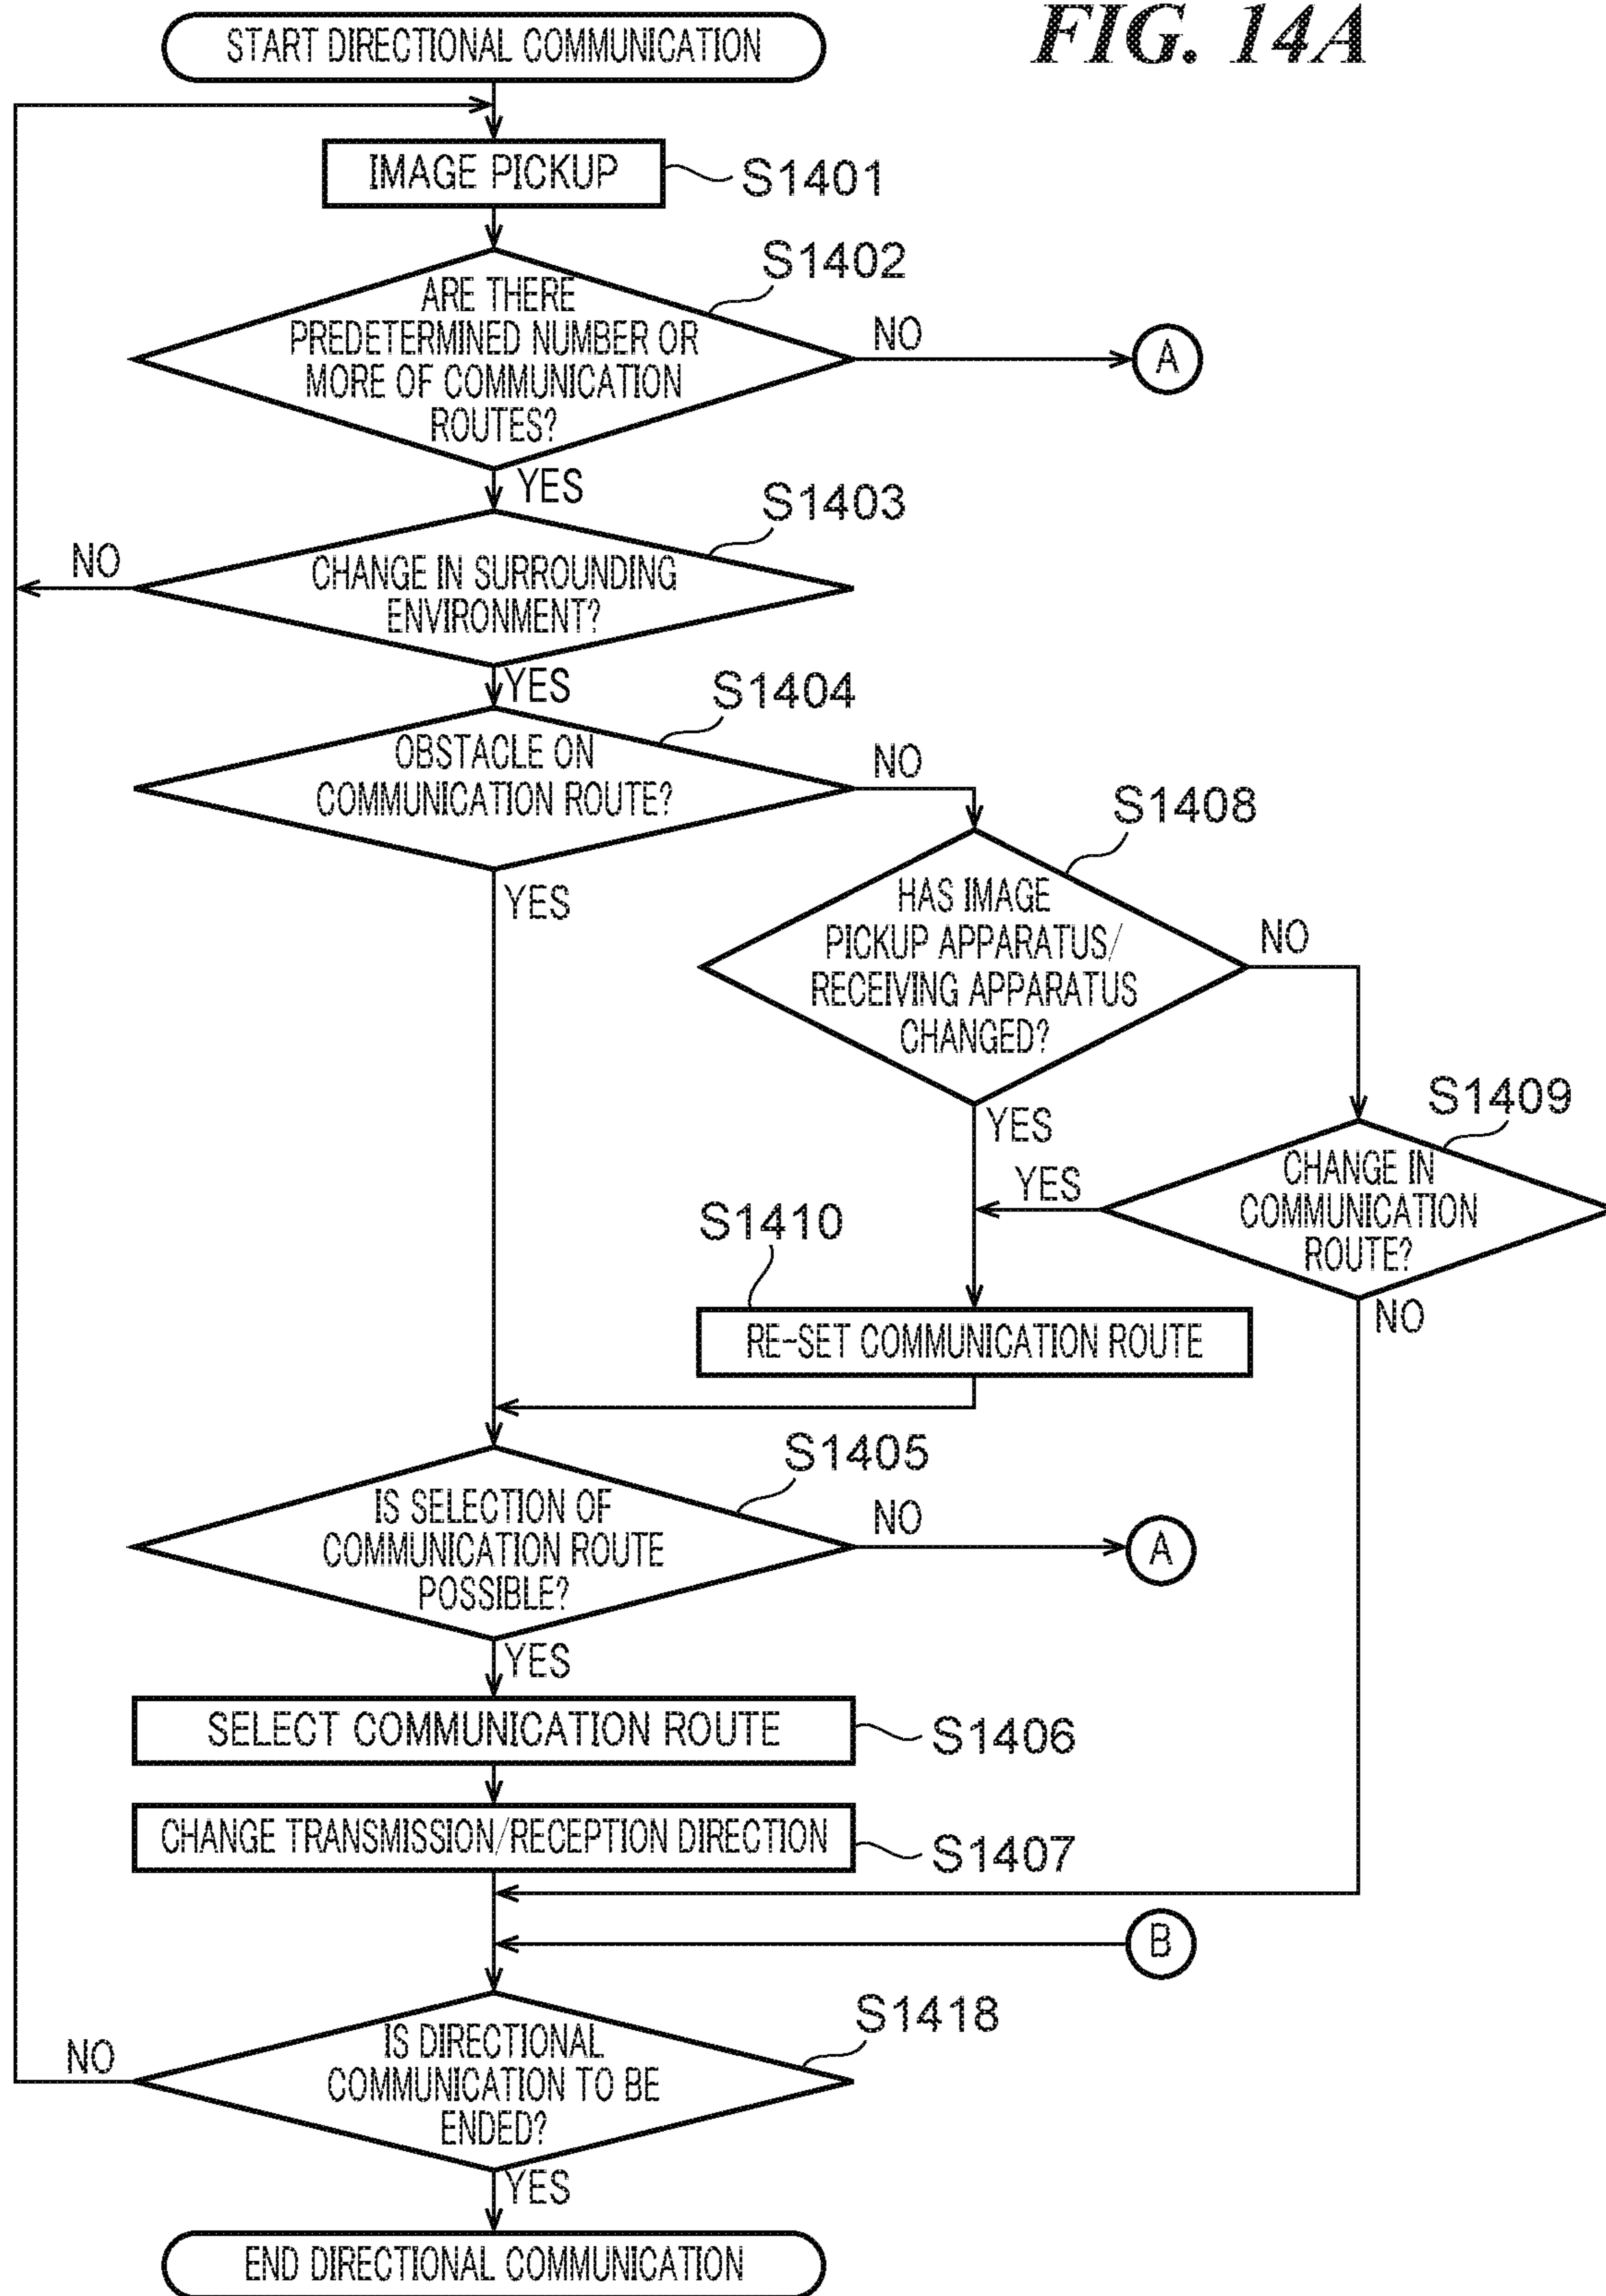 FIG. 14A
START DIRECTIONAL COMMUNICATION
IMAGE PICKUP
S1401
S1402
ARE THERE
PREDETERMINED NUMBER OR
MORE OF COMMUNICATION
ROUTES?
NO
A
YES
S1403
NO
CHANGE IN SURROUNDING
ENVIRONMENT?
YES
S1404
OBSTACLE ON
COMMUNICATION ROUTE?
NO
YES
S1408
HAS IMAGE
PICKUP APPARATUS/
RECEIVING APPARATUS
CHANGED?
NO
YES
S1409
CHANGE IN
COMMUNICATION
ROUTE?
YES
NO
S1410
RE-SET COMMUNICATION ROUTE
S1405
IS SELECTION OF
COMMUNICATION ROUTE
POSSIBLE?
NO
A
YES
SELECT COMMUNICATION ROUTE
S1406
CHANGE TRANSMISSION/RECEPTION DIRECTION
S1407
B
S1418
NO
IS DIRECTIONAL
COMMUNICATION TO BE
ENDED?
YES
END DIRECTIONAL COMMUNICATION